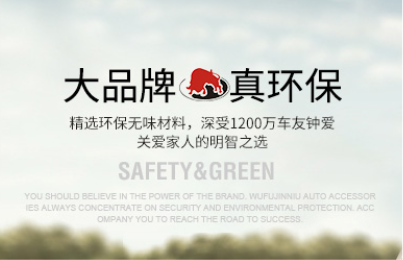 大品牌 真环保
精选环保无味材料，深受1200万车友钟爱
关爱家人的明智之选
SAFETY&GREEN
YOU SHOULD BELIEVE IN THE POWER OF THE BRAND. WUFUJINNIU AUTO ACCESSOR
IES ALWAYS CONCENTRATE ON SECURITY AND ENVIRONMENTAL PROTECTION. ACC
OMPANY YOU TO REACH THE ROAD TO SUCCESS.